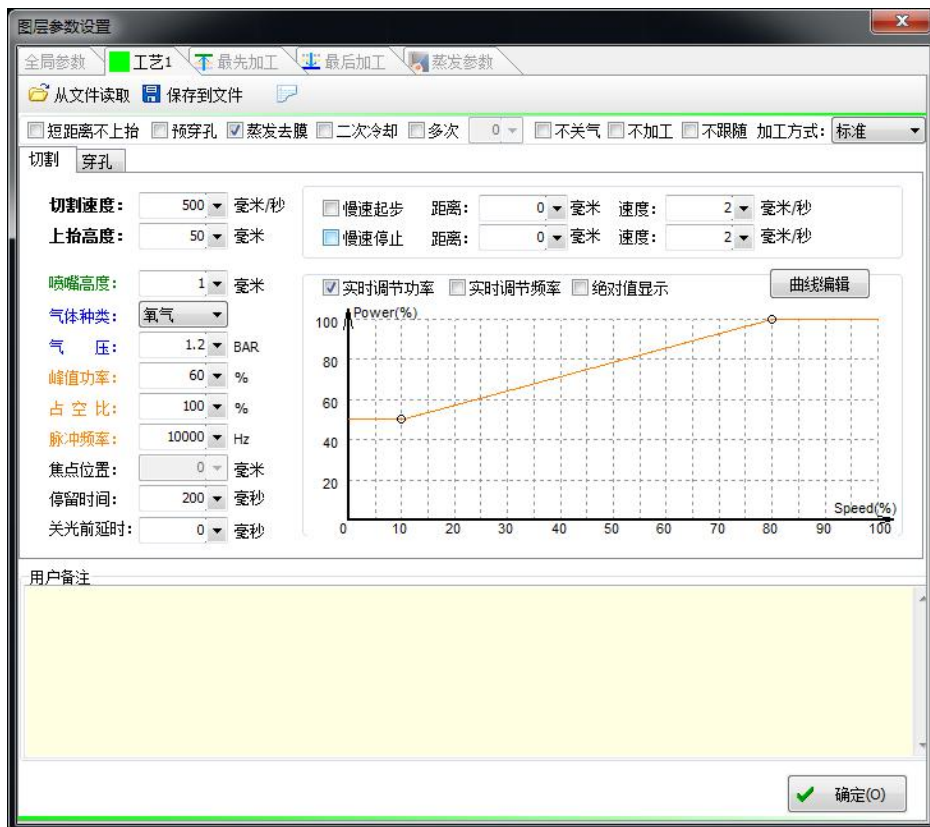 图层参数设置
全局参数 工艺1 最先加工 最后加工 蒸发参数
从文件读取 保存到文件
短距离不上抬 预穿孔 蒸发去膜 二次冷却 多次 0 不关气 不加工 不跟随 加工方式: 标准
切割 穿孔
切割速度: 500 毫米/秒
上抬高度: 50 毫米
慢速起步 距离: 0 毫米 速度: 2 毫米/秒
慢速停止 距离: 0 毫米 速度: 2 毫米/秒
喷嘴高度: 1 毫米
气体种类: 氧气
气 压: 1.2 BAR
峰值功率: 60 %
占 空 比: 100 %
脉冲频率: 10000 Hz
焦点位置: 0 毫米
停留时间: 200 毫秒
关光前延时: 0 毫秒
实时调节功率 实时调节频率 绝对值显示 曲线编辑
Power(%)
100
80
60
40
20
Speed(%)
0 10 20 30 40 50 60 70 80 90 100
用户备注
确定(O)